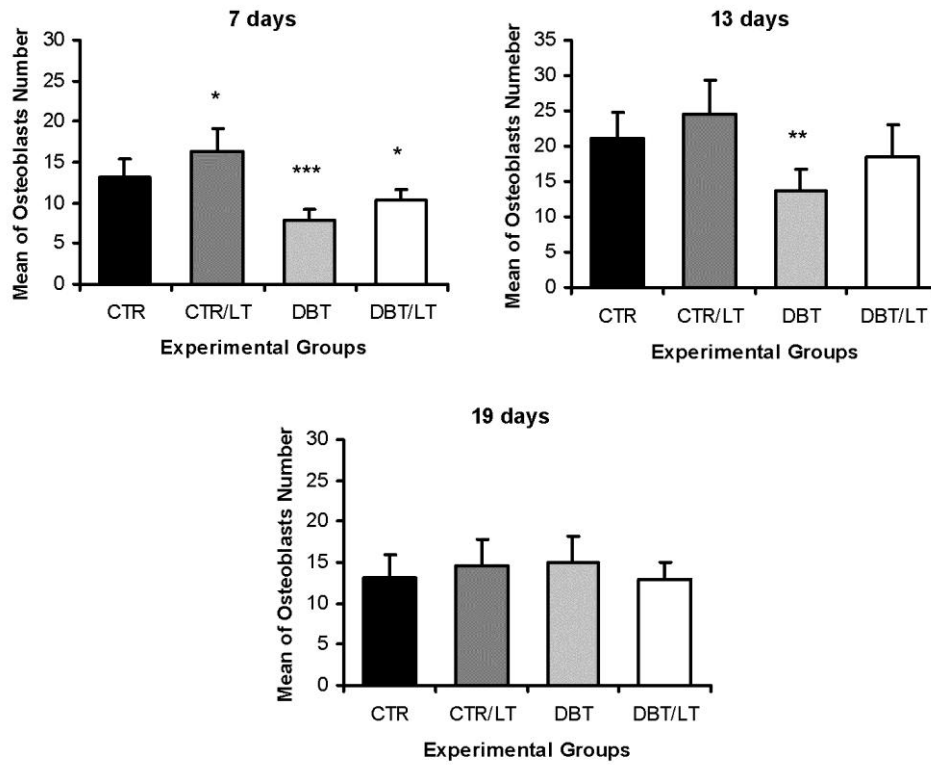 7 days
Mean of Osteoblasts Number
30
25
20
15
10
5
0
*
***
*
CTR CTR/LT DBT DBT/LT
Experimental Groups
13 days
Mean of Osteoblasts Numeber
35
30
25
20
15
10
5
0
**
CTR CTR/LT DBT DBT/LT
Experimental Groups
19 days
Mean of Osteoblasts Number
30
25
20
15
10
5
0
CTR CTR/LT DBT DBT/LT
Experimental Groups